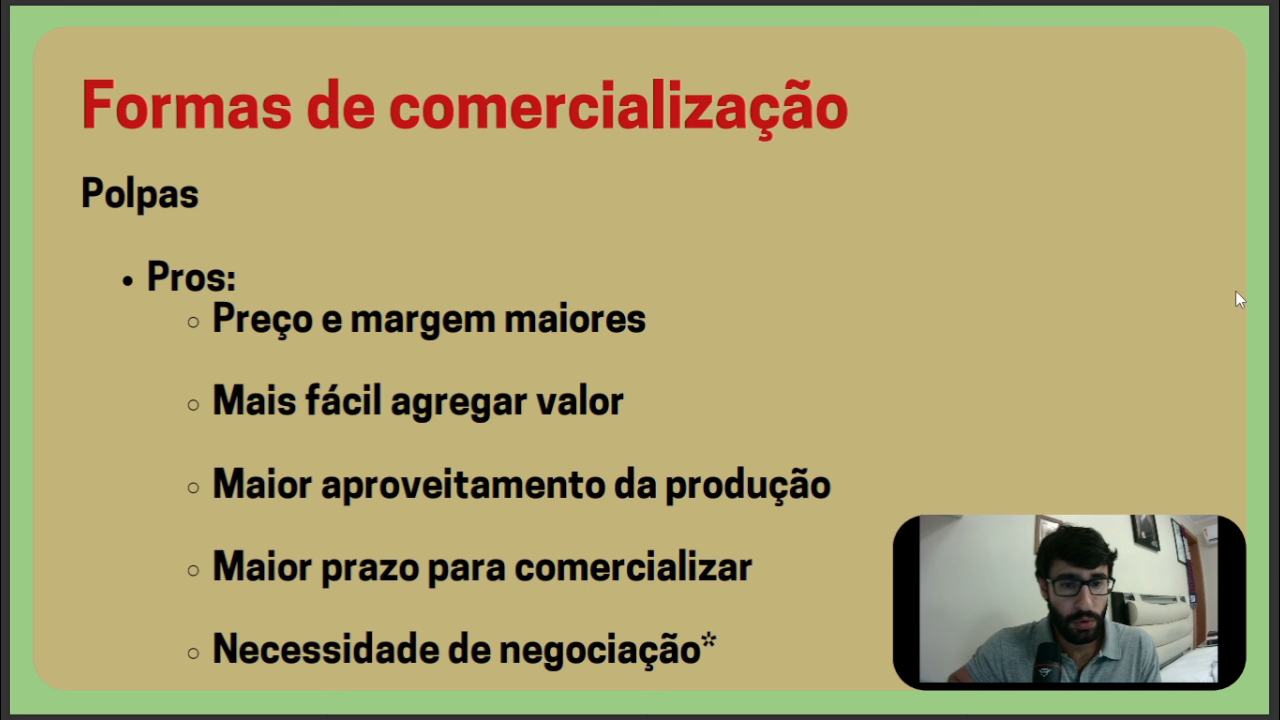 Formas de comercialização
Polpas
Pros:
Preço e margem maiores
Mais fácil agregar valor
Maior aproveitamento da produção
Maior prazo para comercializar
Necessidade de negociação*